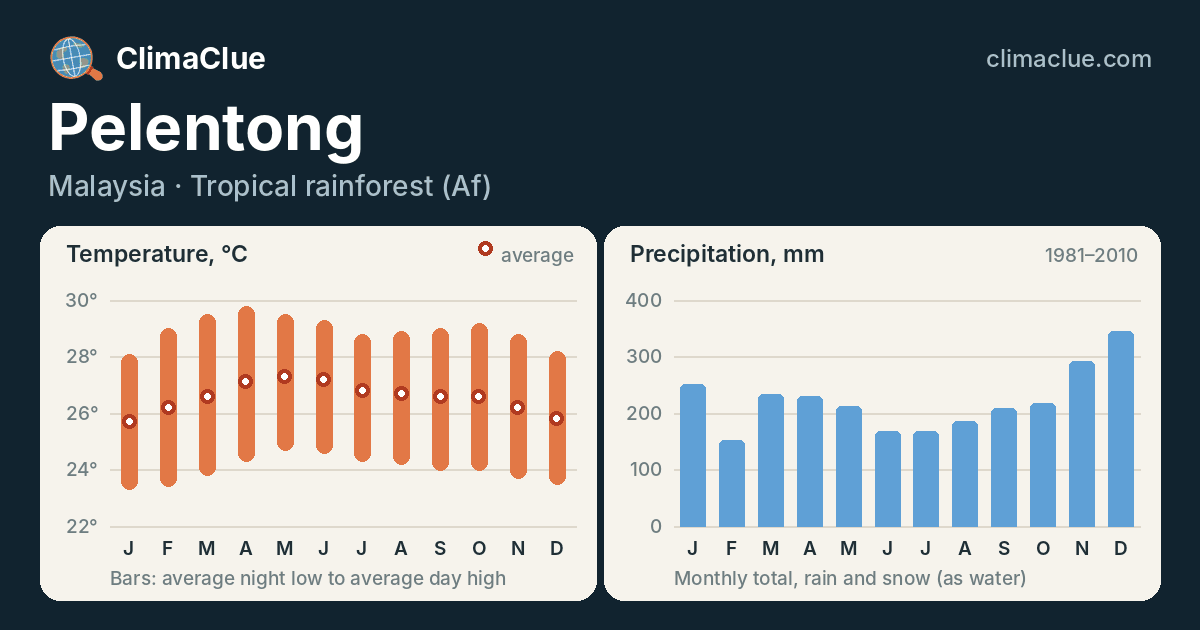 ClimaClue
climaclue.com
Pelentong
Malaysia · Tropical rainforest (Af)
Temperature, °C
average
30°
28°
26°
24°
22°
J F M A M J J A S O N D
Bars: average night low to average day high
Precipitation, mm
1981–2010
400
300
200
100
0
J F M A M J J A S O N D
Monthly total, rain and snow (as water)